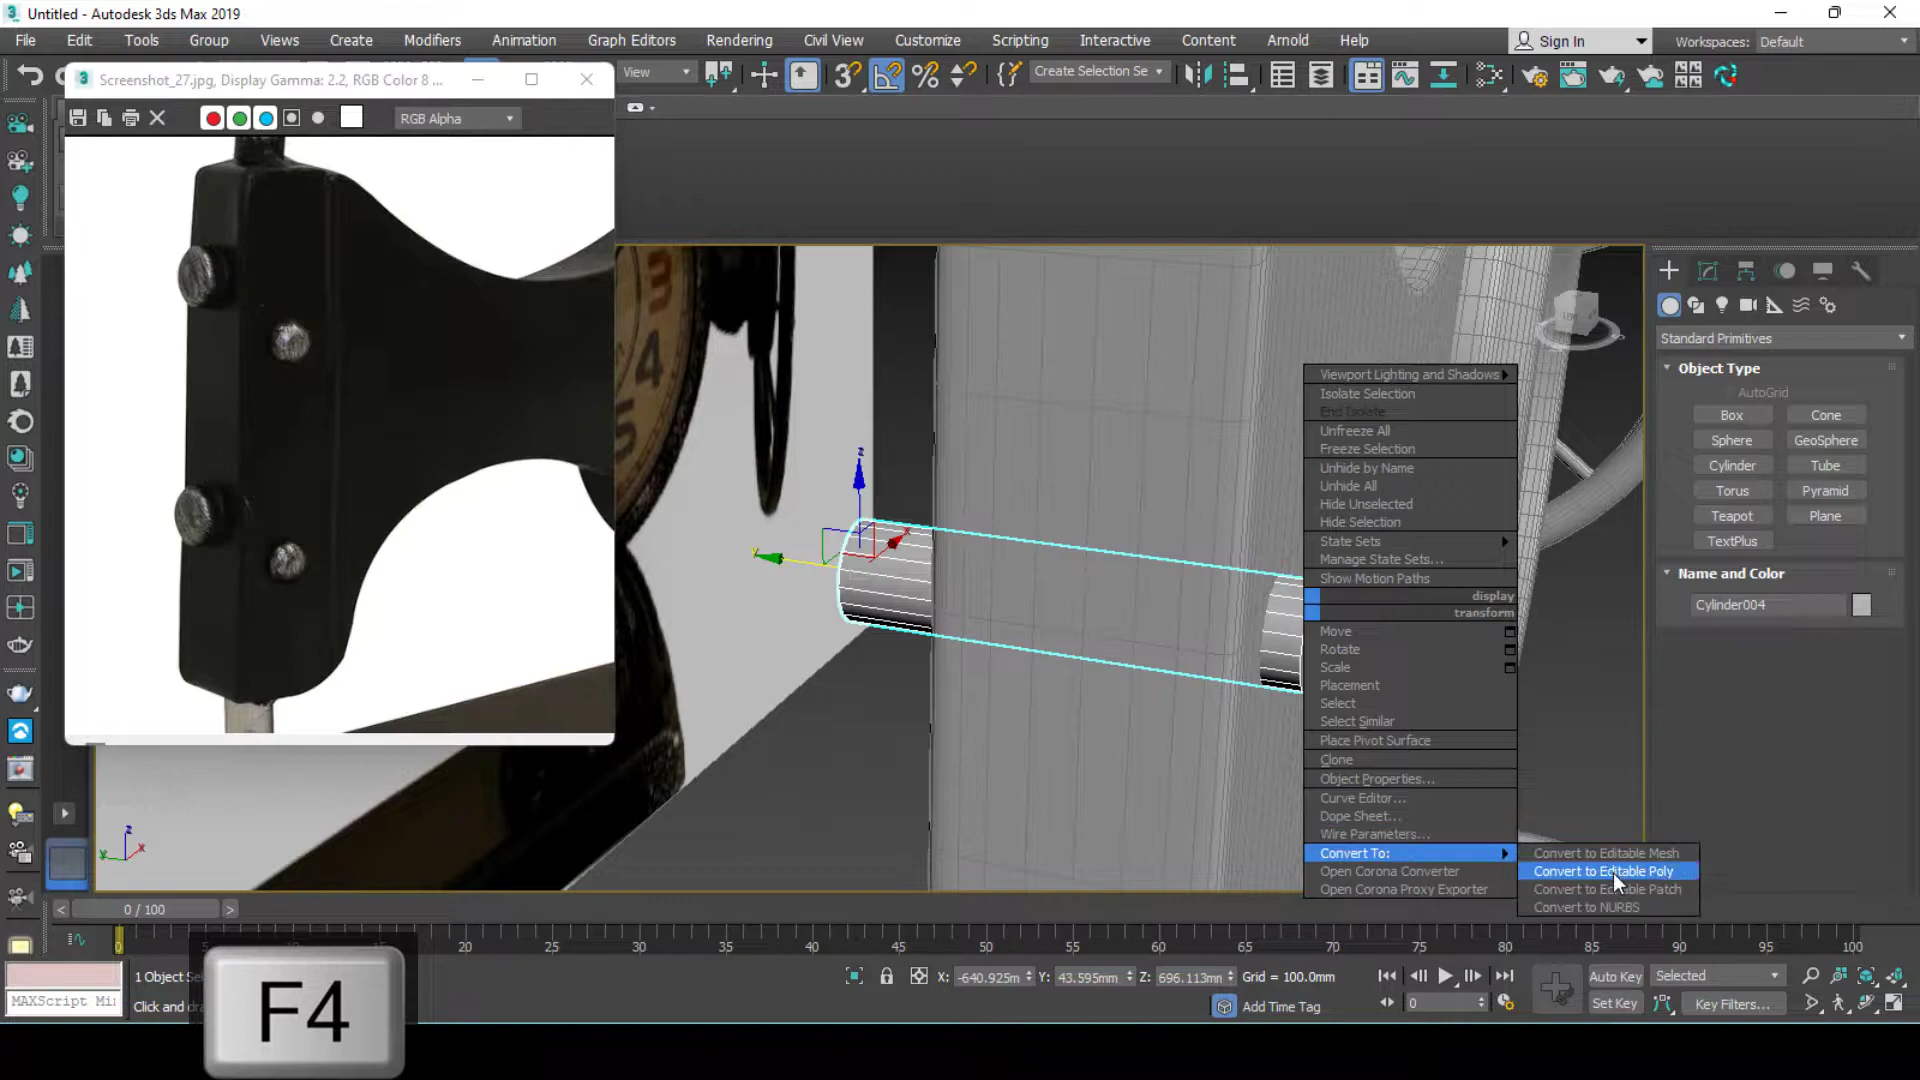 Untitled - Autodesk 3ds Max 2019
File Edit Tools Group Views Create Modifiers Animation Graph Editors Rendering Civil View Customize Scripting Interactive Content Arnold Help
Sign In
Workspaces: Default
View
Create Selection Se
Screenshot_27.jpg, Display Gamma: 2.2, RGB Color 8 ...
RGB Alpha
3
4
5
z
y
Standard Primitives
Object Type
AutoGrid
Box Cone
Sphere GeoSphere
Cylinder Tube
Torus Pyramid
Teapot Plane
TextPlus
Name and Color
Cylinder004
Viewport Lighting and Shadows
Isolate Selection
End Isolate
Unfreeze All
Freeze Selection
Unhide by Name
Unhide All
Hide Unselected
Hide Selection
State Sets
Manage State Sets...
Show Motion Paths
display
transform
Move
Rotate
Scale
Placement
Select
Select Similar
Place Pivot Surface
Clone
Object Properties...
Curve Editor...
Dope Sheet...
Wire Parameters...
Convert To:
Open Corona Converter
Open Corona Proxy Exporter
Convert to Editable Mesh
Convert to Editable Poly
Convert to Editable Patch
Convert to NURBS
z
y x
< 0 / 100 >
0 20 25 30 35 40 45 50 55 60 65 70 75 80 85 90 95 100
1 Object Se
MAXScript Mi
Click and d
X: -640.925m Y: 43.595mm Z: 696.113mm Grid = 100.0mm
Add Time Tag
0
Auto Key Selected
Set Key Key Filters...
F4